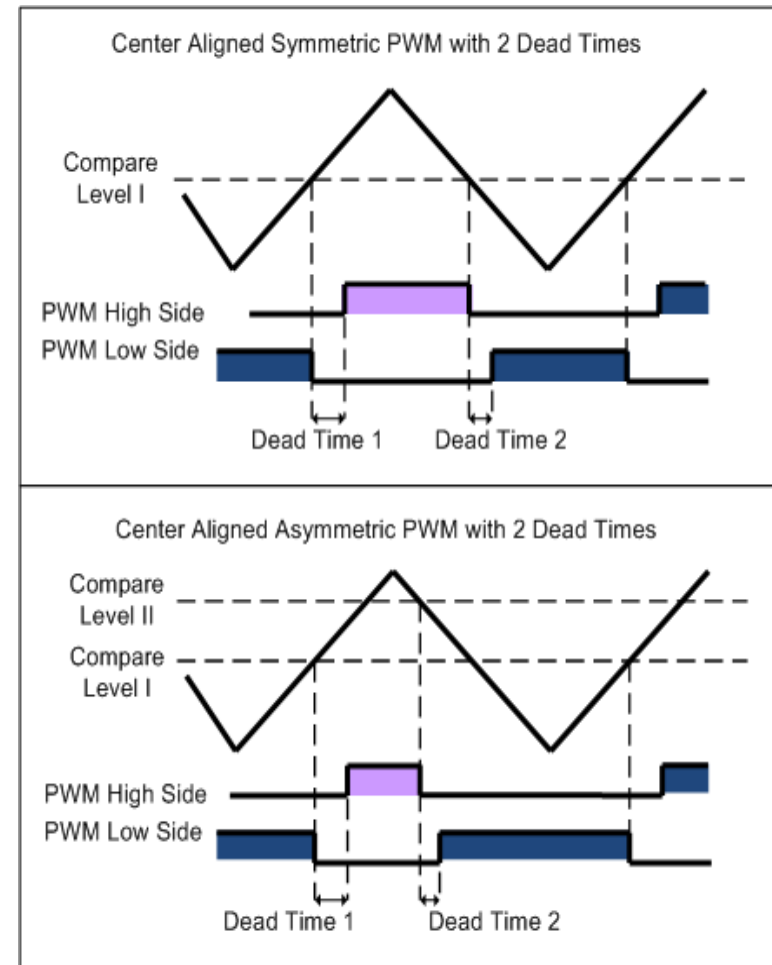 Center Aligned Symmetric PWM with 2 Dead Times
Compare
Level I
PWM High Side
PWM Low Side
Dead Time 1
Dead Time 2
Center Aligned Asymmetric PWM with 2 Dead Times
Compare
Level II
Compare
Level I
PWM High Side
PWM Low Side
Dead Time 1
Dead Time 2